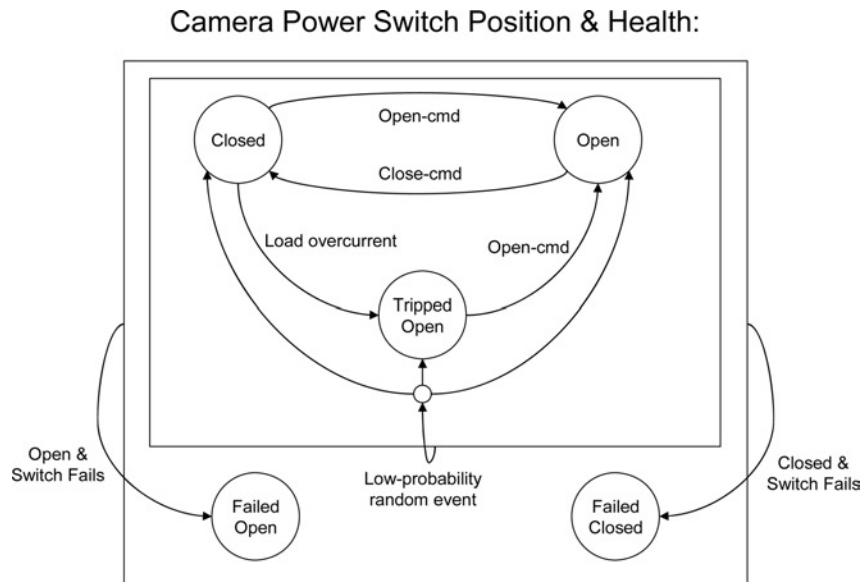 Camera Power Switch Position & Health:
Closed
Open-cmd
Open
Close-cmd
Load overcurrent
Open-cmd
Tripped
Open
Open &
Switch Fails
Low-probability
random event
Closed &
Switch Fails
Failed
Open
Failed
Closed